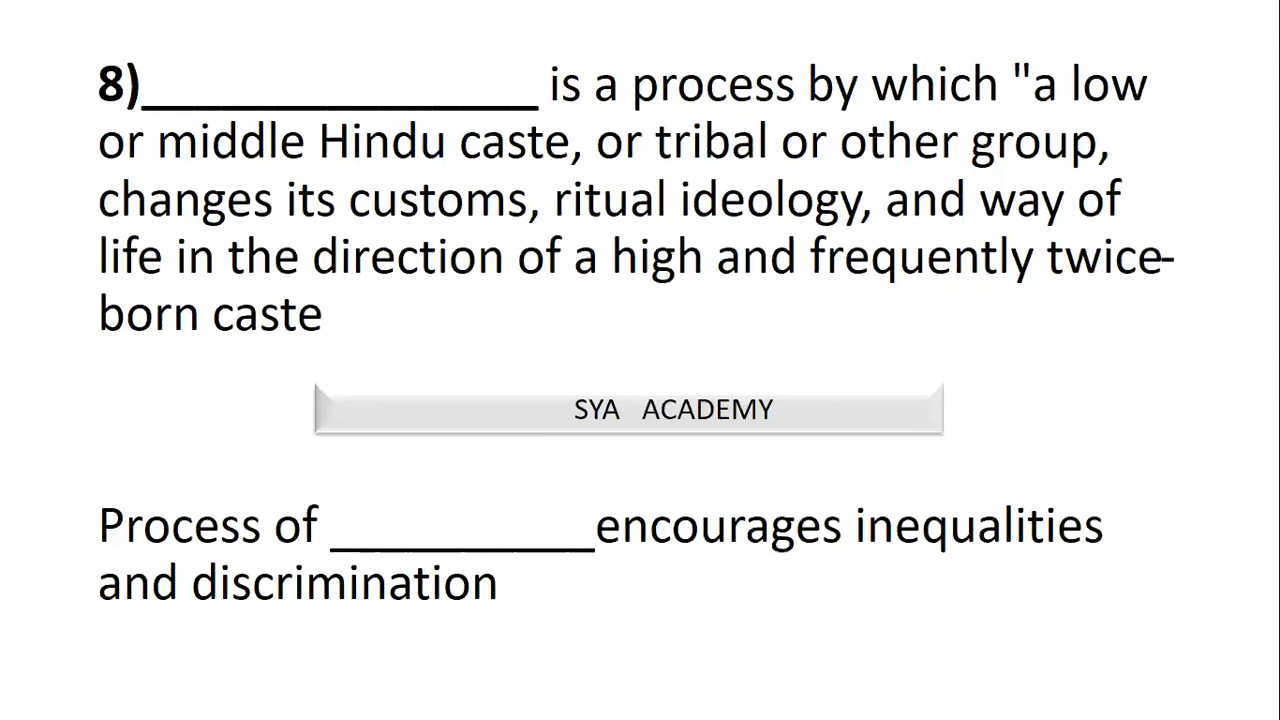 8)_______________ is a process by which "a low
or middle Hindu caste, or tribal or other group,
changes its customs, ritual ideology, and way of
life in the direction of a high and frequently twice-
born caste
SYA ACADEMY
Process of __________encourages inequalities
and discrimination